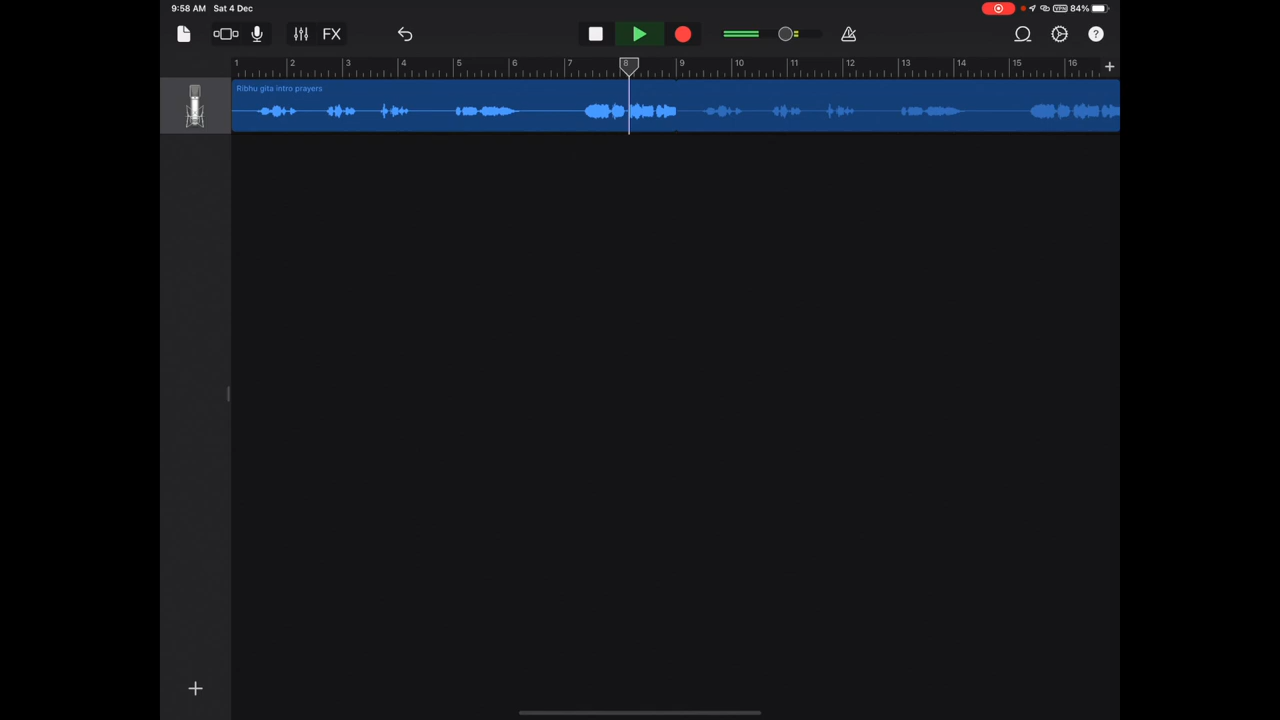 9:58 AM Sat 4 Dec VPN 84%
FX ?
1 2 3 4 5 6 7 8 9 10 11 12 13 14 15 16 +
Ribhu gita intro prayers